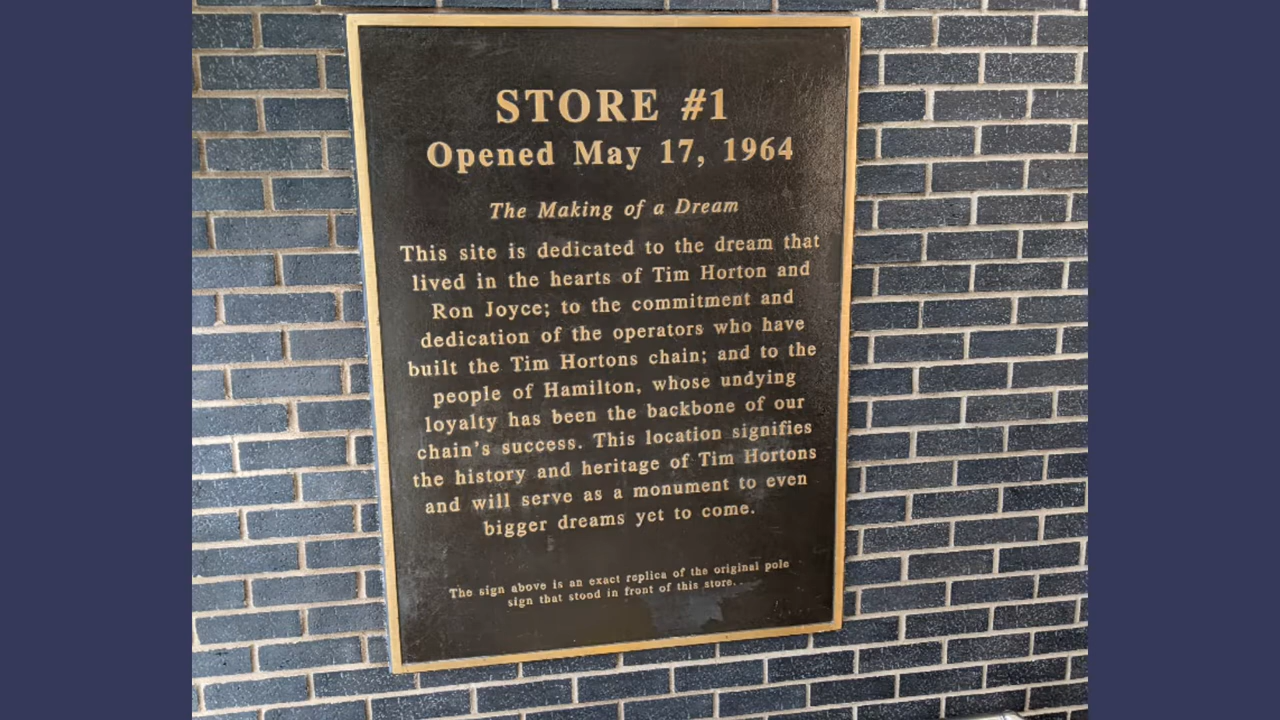 STORE #1
Opened May 17, 1964
The Making of a Dream
This site is dedicated to the dream that
lived in the hearts of Tim Horton and
Ron Joyce; to the commitment and
dedication of the operators who have
built the Tim Hortons chain; and to the
people of Hamilton, whose undying
loyalty has been the backbone of our
chain's success. This location signifies
the history and heritage of Tim Hortons
and will serve as a monument to even
bigger dreams yet to come.
The sign above is an exact replica of the original pole
sign that stood in front of this store.